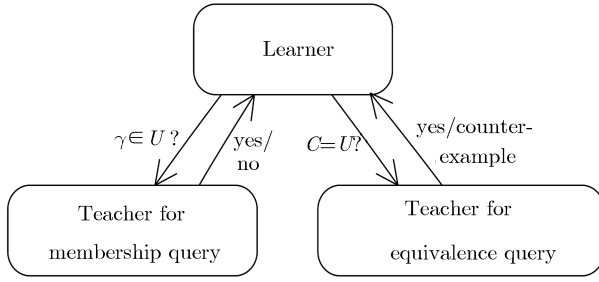 Learner
γ∈ U ?
yes/
no
C=U?
yes/counter-
example
Teacher for
membership query
Teacher for
equivalence query